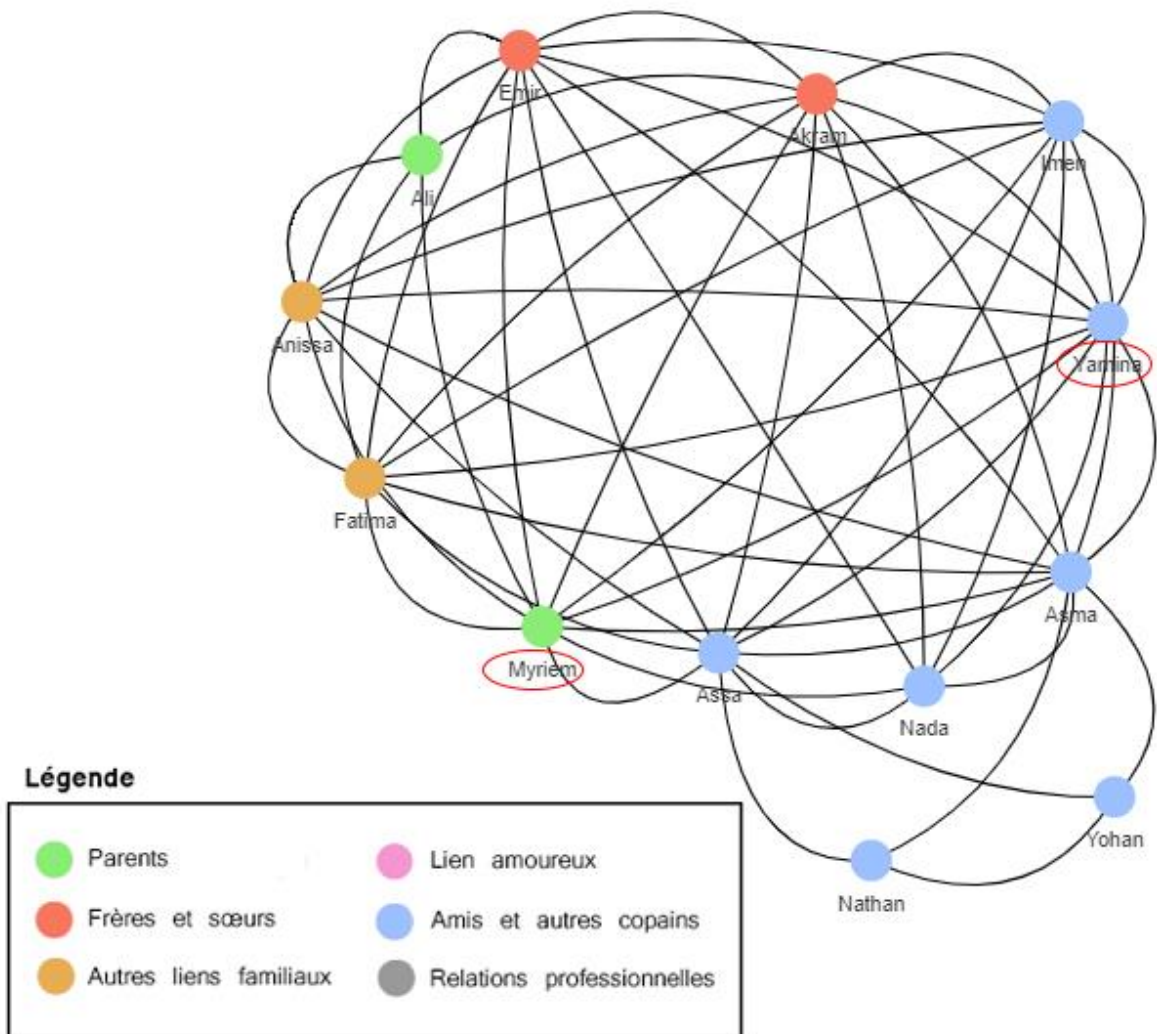 Emir
Akram
Imen
Ali
Anissa
Yamina
Fatima
Asma
Myriem
Assa
Nada
Yohan
Nathan
Légende
Parents
Lien amoureux
Frères et sœurs
Amis et autres copains
Autres liens familiaux
Relations professionnelles